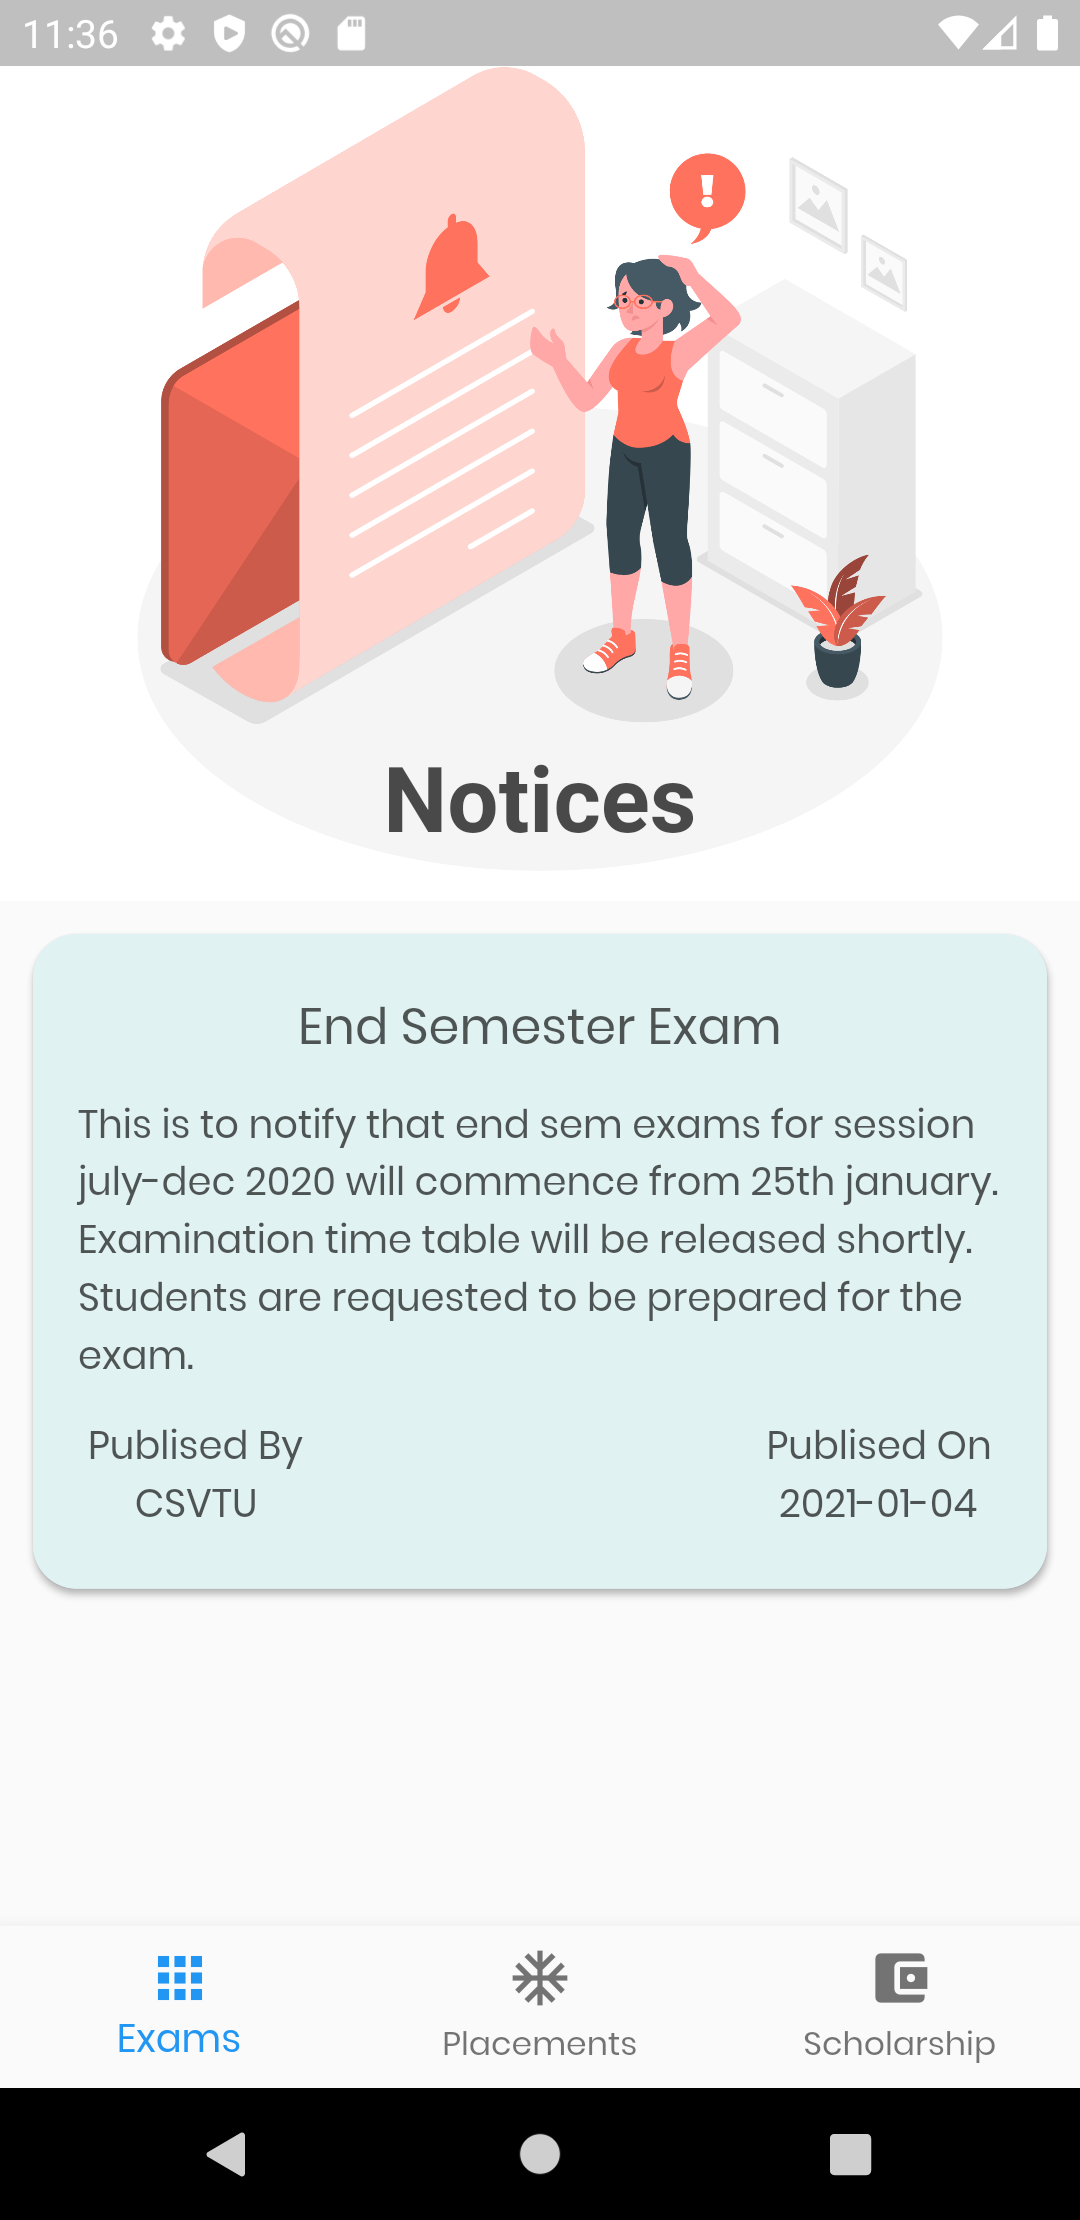 11:36
!
Notices
End Semester Exam
This is to notify that end sem exams for session
july-dec 2020 will commence from 25th january.
Examination time table will be released shortly.
Students are requested to be prepared for the
exam.
Publised By
CSVTU
Publised On
2021-01-04
Exams
Placements
Scholarship